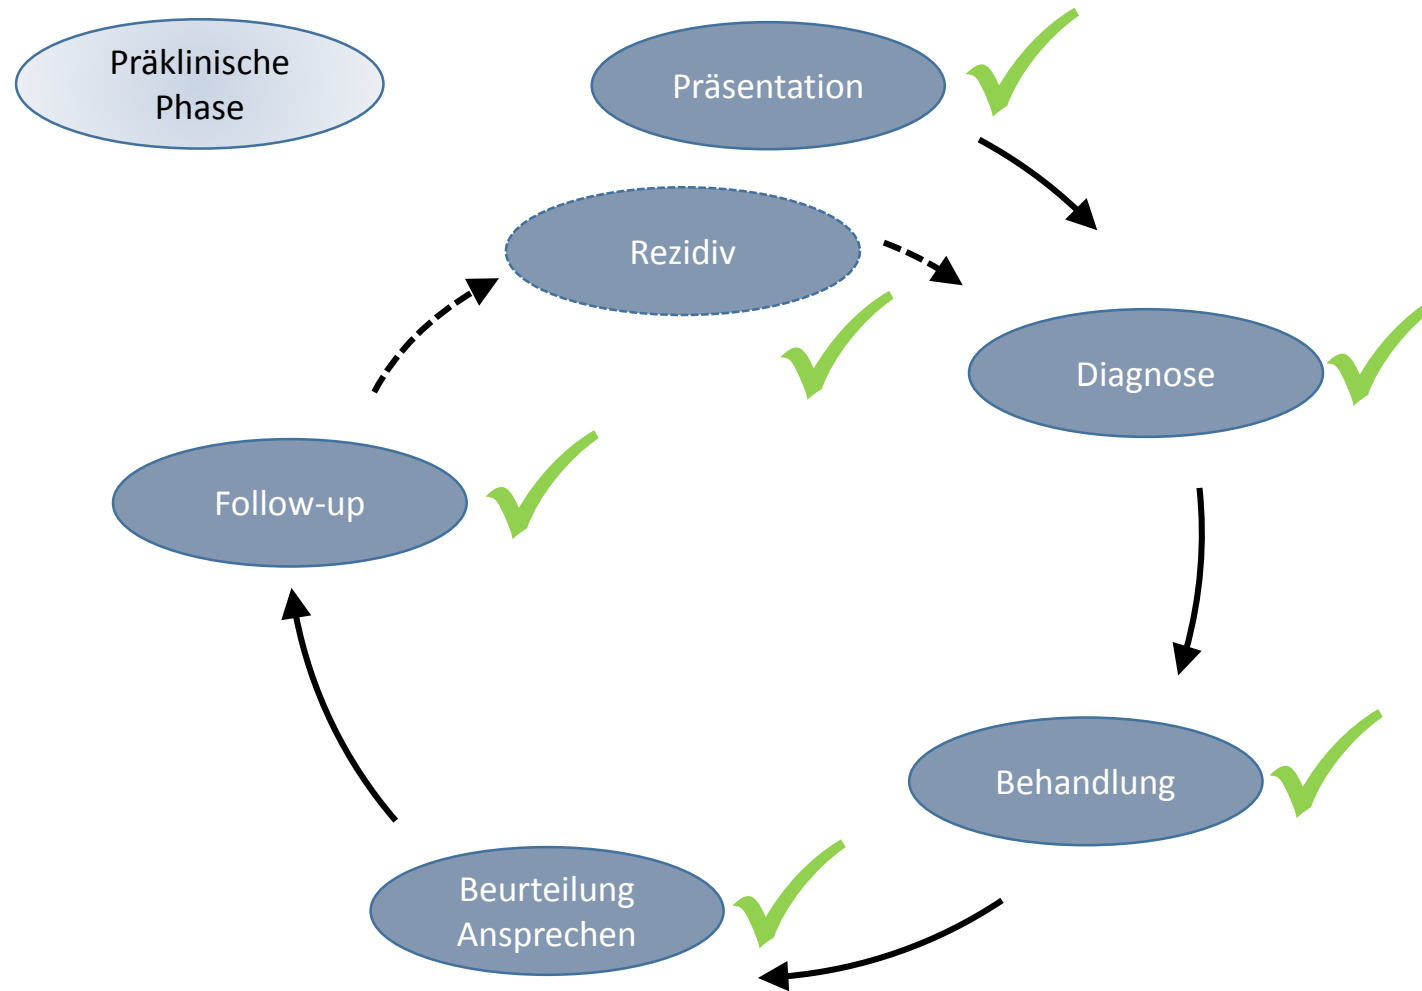 Präklinische
Phase
Präsentation
Rezidiv
Diagnose
Follow-up
Behandlung
Beurteilung
Ansprechen